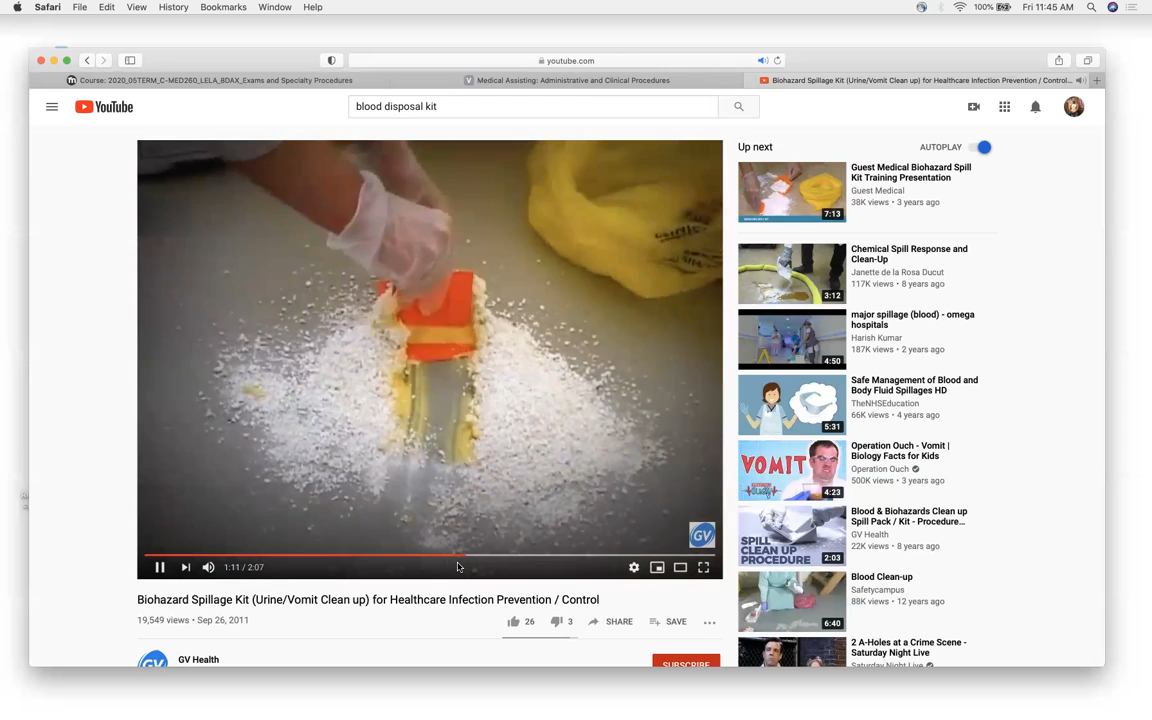 Safari File Edit View History Bookmarks Window Help 100% Fri 11:45 AM
youtube.com
Course: 2020_05TERM_C-MED260_LELA_8DAX_Exams and Specialty Procedures
Medical Assisting: Administrative and Clinical Procedures
Biohazard Spillage Kit (Urine/Vomit Clean up) for Healthcare Infection Prevention / Control...
YouTube
blood disposal kit
Up next
AUTOPLAY
Guest Medical Biohazard Spill
Kit Training Presentation
Guest Medical
38K views • 3 years ago
7:13
Chemical Spill Response and
Clean-Up
Janette de la Rosa Ducut
117K views • 8 years ago
3:12
major spillage (blood) - omega
hospitals
Harish Kumar
187K views • 2 years ago
4:50
Safe Management of Blood and
Body Fluid Spillages HD
TheNHSEducation
66K views • 4 years ago
5:31
Operation Ouch - Vomit |
Biology Facts for Kids
Operation Ouch
500K views • 3 years ago
VOMIT
4:23
Blood & Biohazards Clean up
Spill Pack / Kit - Procedure...
GV Health
22K views • 8 years ago
SPILL
CLEAN UP
PROCEDURE
2:03
Blood Clean-up
Safetycampus
88K views • 12 years ago
6:40
2 A-Holes at a Crime Scene -
Saturday Night Live
Saturday Night Live
GV
1:11 / 2:07
Biohazard Spillage Kit (Urine/Vomit Clean up) for Healthcare Infection Prevention / Control
19,549 views • Sep 26, 2011
26 3 SHARE SAVE
GV
GV Health
SUBSCRIBE